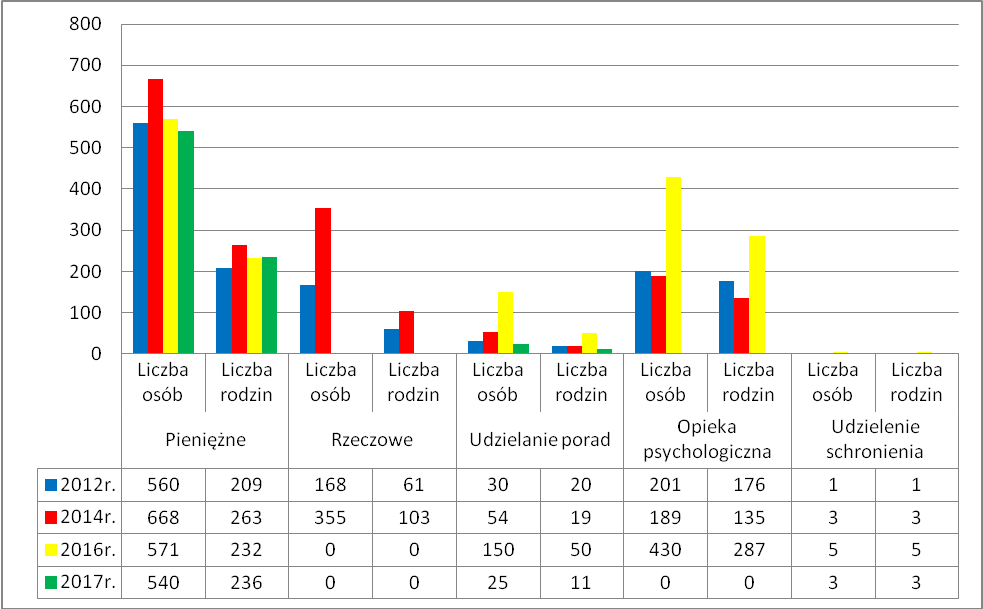 800
700
600
500
400
300
200
100
0
Liczba osób Liczba rodzin Liczba osób Liczba rodzin Liczba osób Liczba rodzin Liczba osób Liczba rodzin Liczba osób Liczba rodzin
Pieniężne Rzeczowe Udzielanie porad Opieka psychologiczna Udzielenie schronienia
2012r. 560 209 168 61 30 20 201 176 1 1
2014r. 668 263 355 103 54 19 189 135 3 3
2016r. 571 232 0 0 150 50 430 287 5 5
2017r. 540 236 0 0 25 11 0 0 3 3